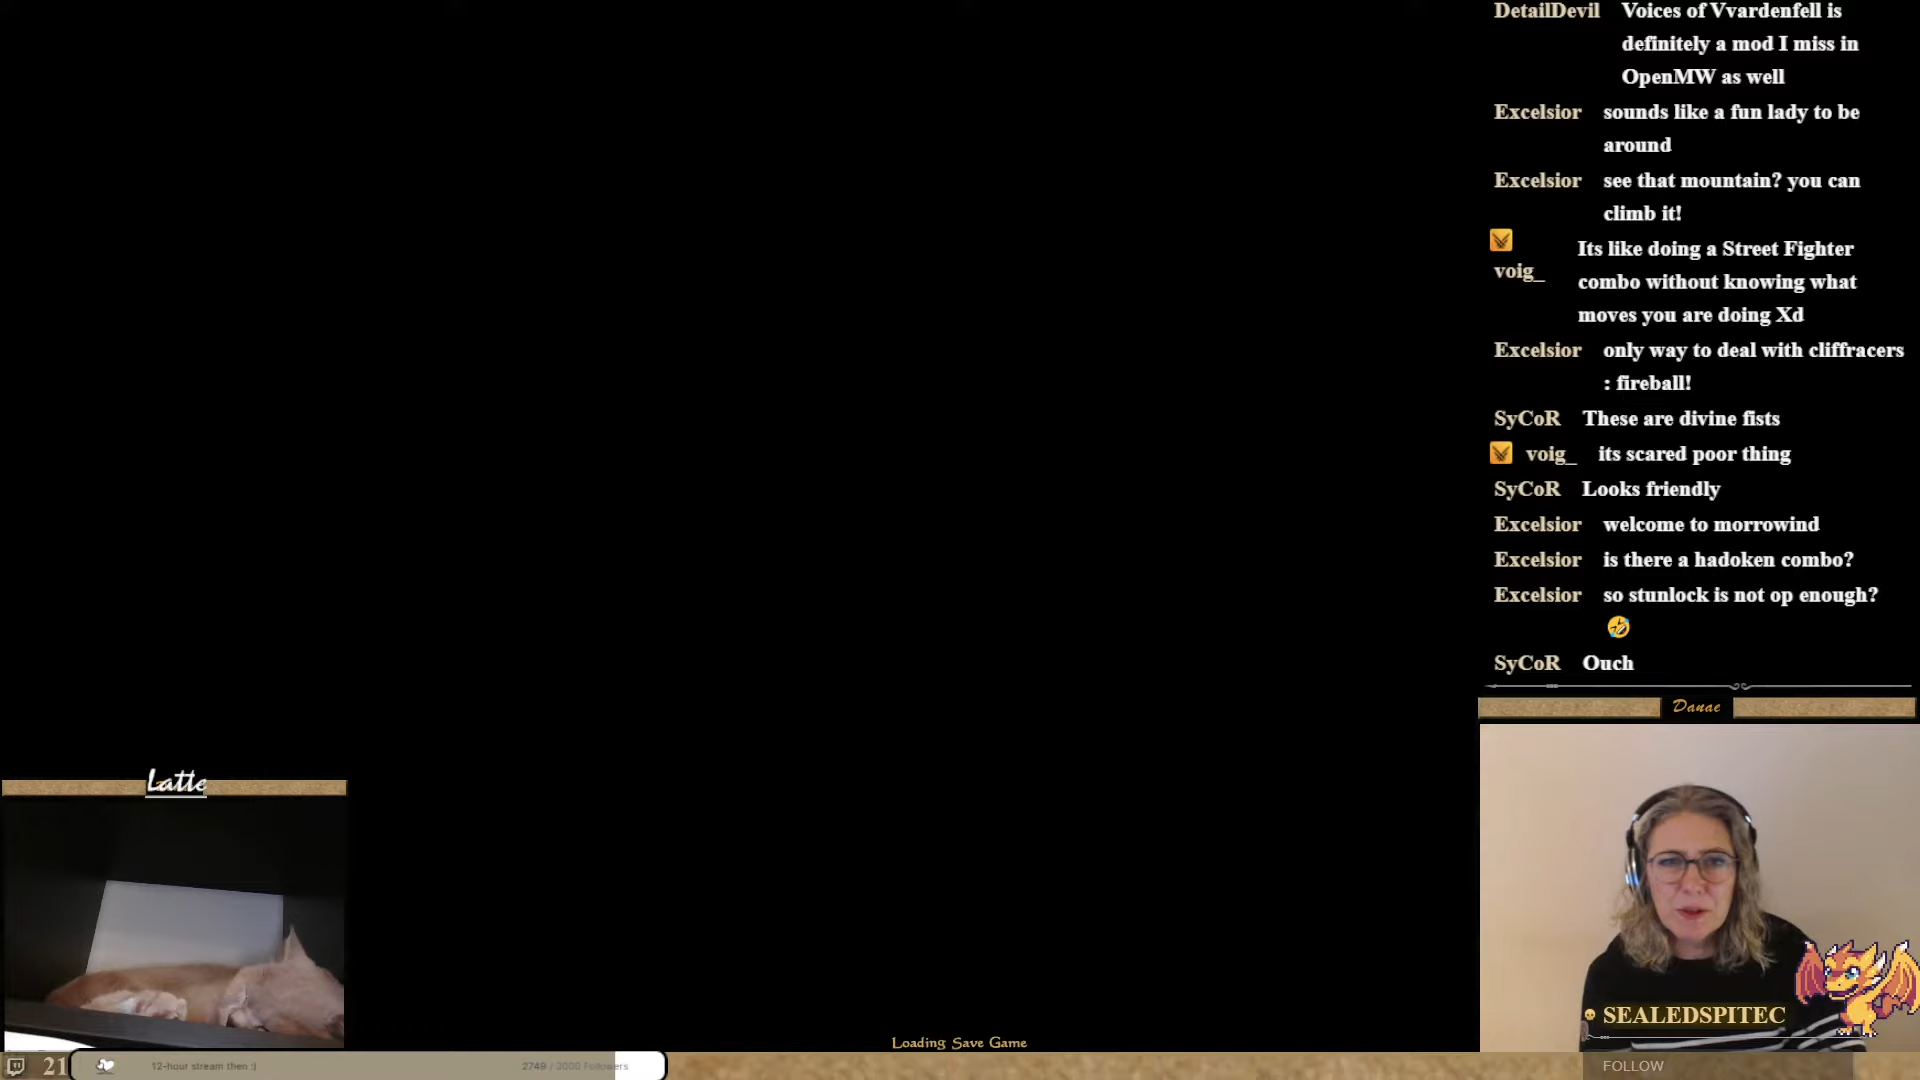 DetailDevil Voices of Vvardenfell is
definitely a mod I miss in
OpenMW as well
Excelsior sounds like a fun lady to be
around
Excelsior see that mountain? you can
climb it!
Its like doing a Street Fighter
voig_ combo without knowing what
moves you are doing Xd
Excelsior only way to deal with cliffracers
: fireball!
SyCoR These are divine fists
voig_ its scared poor thing
SyCoR Looks friendly
Excelsior welcome to morrowind
Excelsior is there a hadoken combo?
Excelsior so stunlock is not op enough?
🤣
SyCoR Ouch
Danae
Latte
SEALEDSPITEC
Loading Save Game
21 12-hour stream then :) 2749 / 3000 Followers
FOLLOW